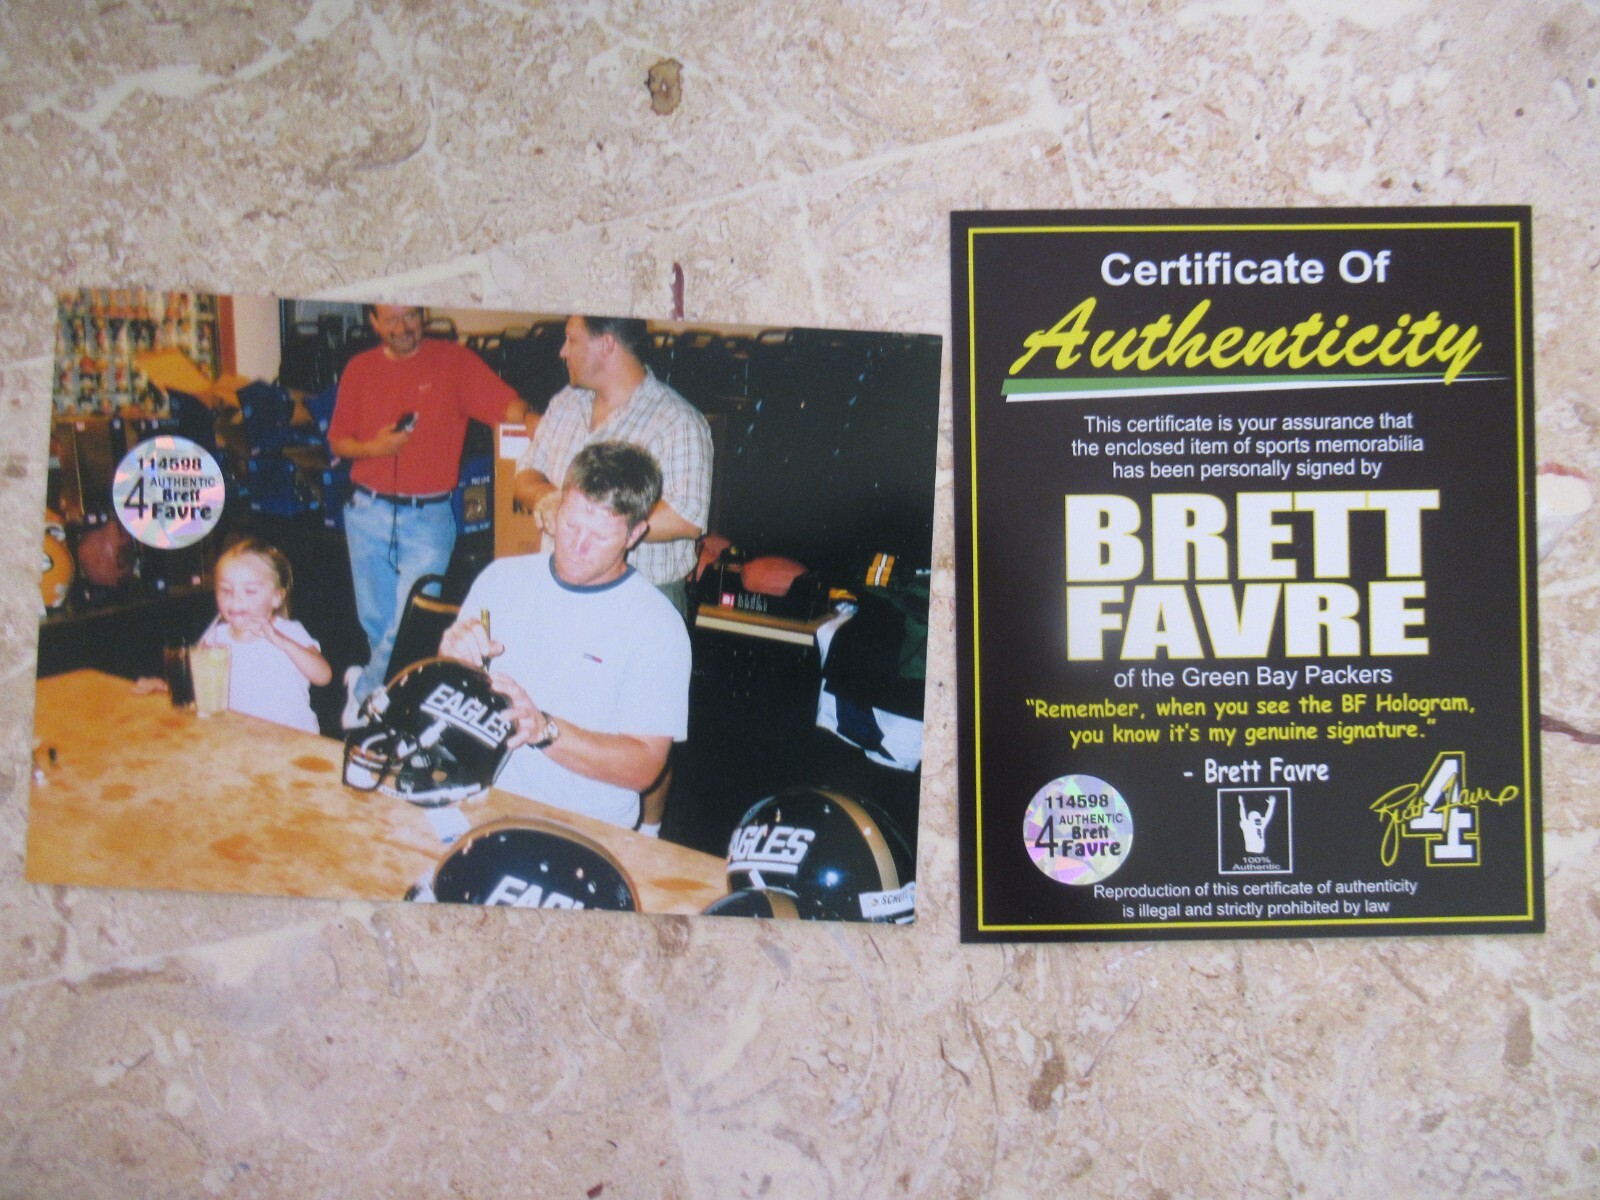 114598
4 AUTHENTIC
Brett
Favre
EAGLES
EAGLES
Certificate Of
Authenticity
This certificate is your assurance that
the enclosed item of sports memorabilia
has been personally signed by
BRETT
FAVRE
of the Green Bay Packers
“Remember, when you see the BF Hologram,
you know it's my genuine signature.”
- Brett Favre
114598
4 AUTHENTIC
Brett
Favre
100%
Authentic
Brett Favre
4
Reproduction of this certificate of authenticity
is illegal and strictly prohibited by law